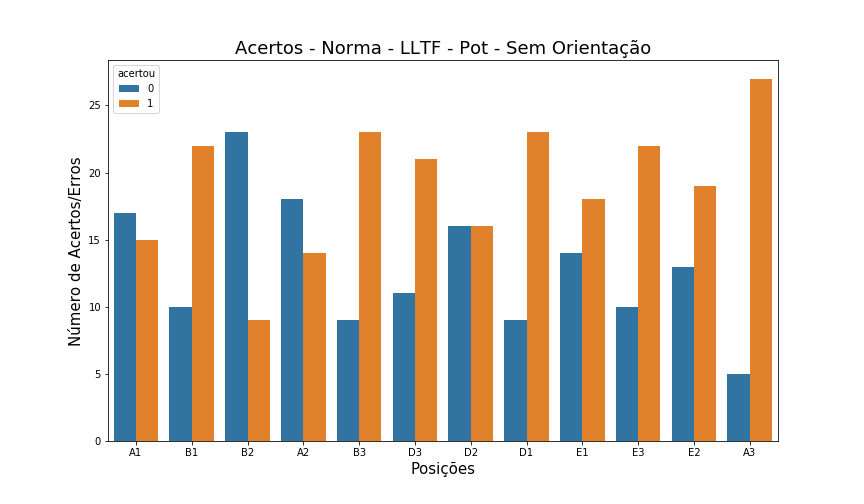 Acertos - Norma - LLTF - Pot - Sem Orientação
acertou
0
1
Número de Acertos/Erros
25
20
15
10
5
0
A1 B1 B2 A2 B3 D3 D2 D1 E1 E3 E2 A3
Posições